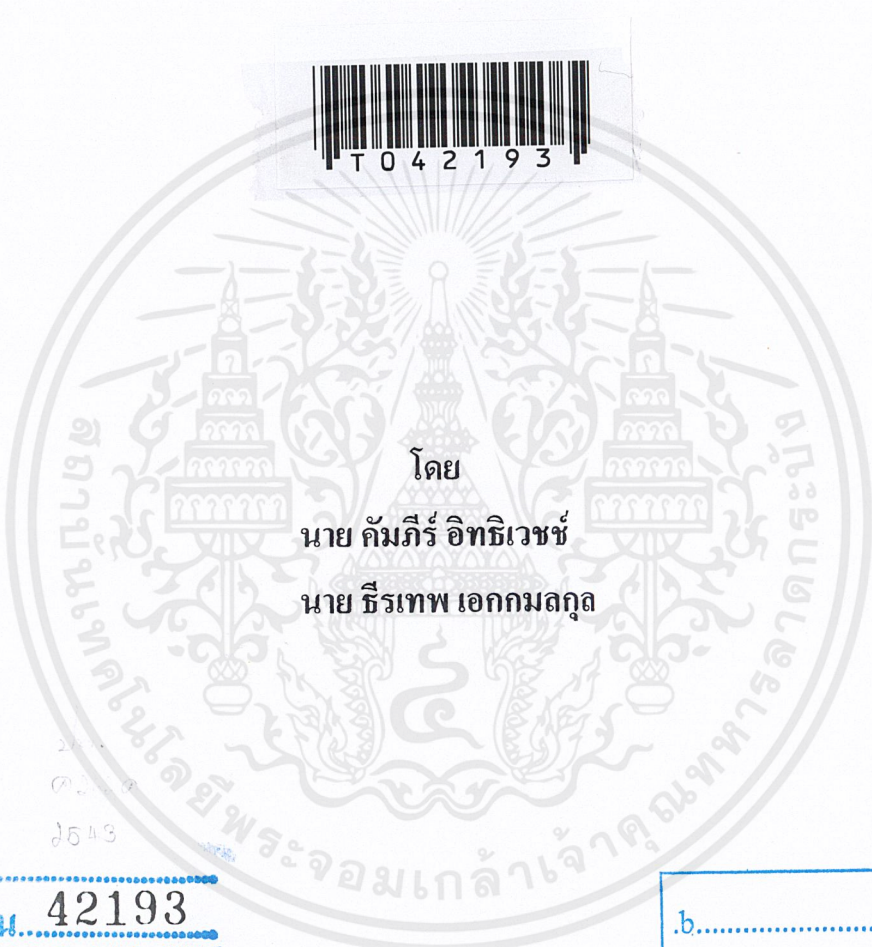 T042193
โดย
นาย คัมภีร์ อิทธิเวชช์
นาย ธีรเทพ เอกกมลกุล
สถาบันเทคโนโลยีพระจอมเกล้าเจ้าคุณทหารลาดกระบัง
2543
น. 42193
.b.